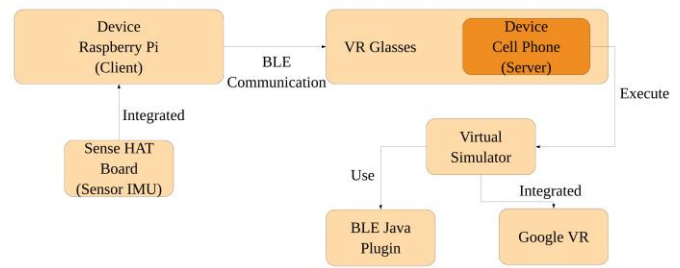 Device
Raspberry Pi
(Client)
BLE
Communication
VR Glasses
Device
Cell Phone
(Server)
Execute
Integrated
Sense HAT
Board
(Sensor IMU)
Virtual
Simulator
Use
Integrated
BLE Java
Plugin
Google VR